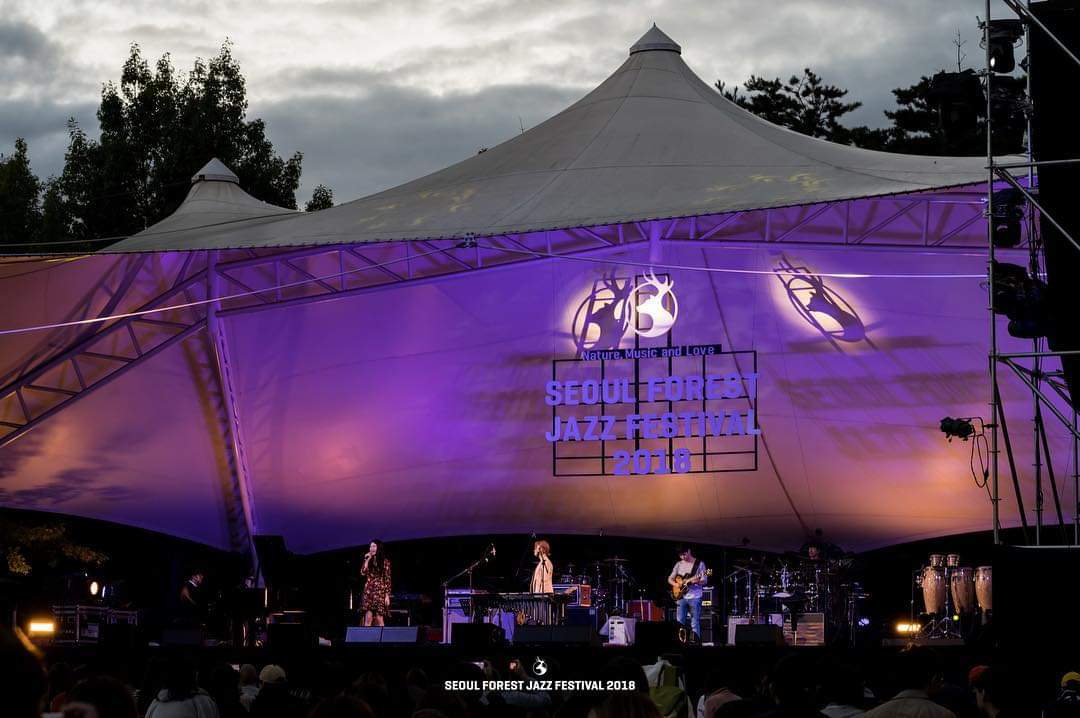 Nature, Music and Love
SEOUL FOREST
JAZZ FESTIVAL
2018
SEOUL FOREST JAZZ FESTIVAL 2018